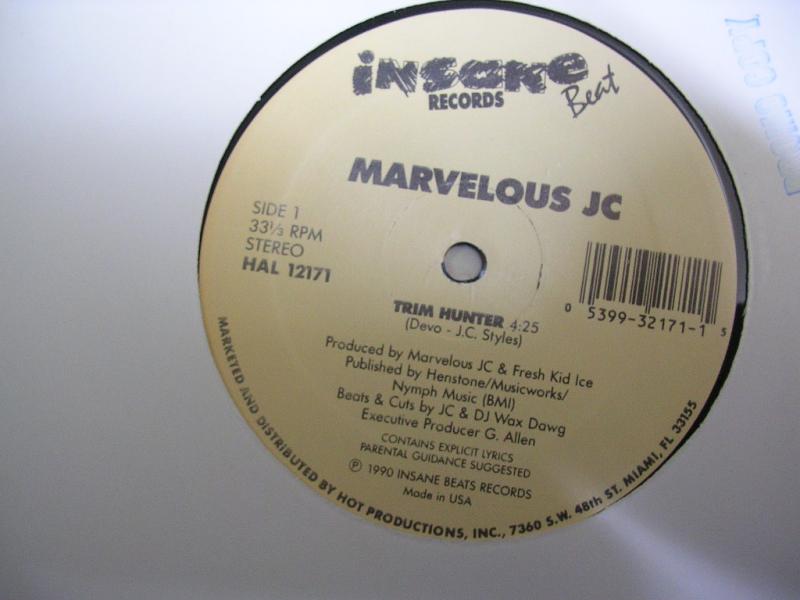 insane
Beat
RECORDS
MARVELOUS JC
SIDE 1
33⅓ RPM
STEREO
HAL 12171
0 5399-32171-1 5
TRIM HUNTER 4:25
(Devo - J.C. Styles)
Produced by Marvelous JC & Fresh Kid Ice
Published by Henstone/Musicworks/
Nymph Music (BMI)
Beats & Cuts by JC & DJ Wax Dawg
Executive Producer G. Allen
CONTAINS EXPLICIT LYRICS
PARENTAL GUIDANCE SUGGESTED
℗ 1990 INSANE BEATS RECORDS
Made in USA
MARKETED AND DISTRIBUTED BY HOT PRODUCTIONS, INC., 7360 S.W. 48th ST. MIAMI, FL 33155
PROMO COPY